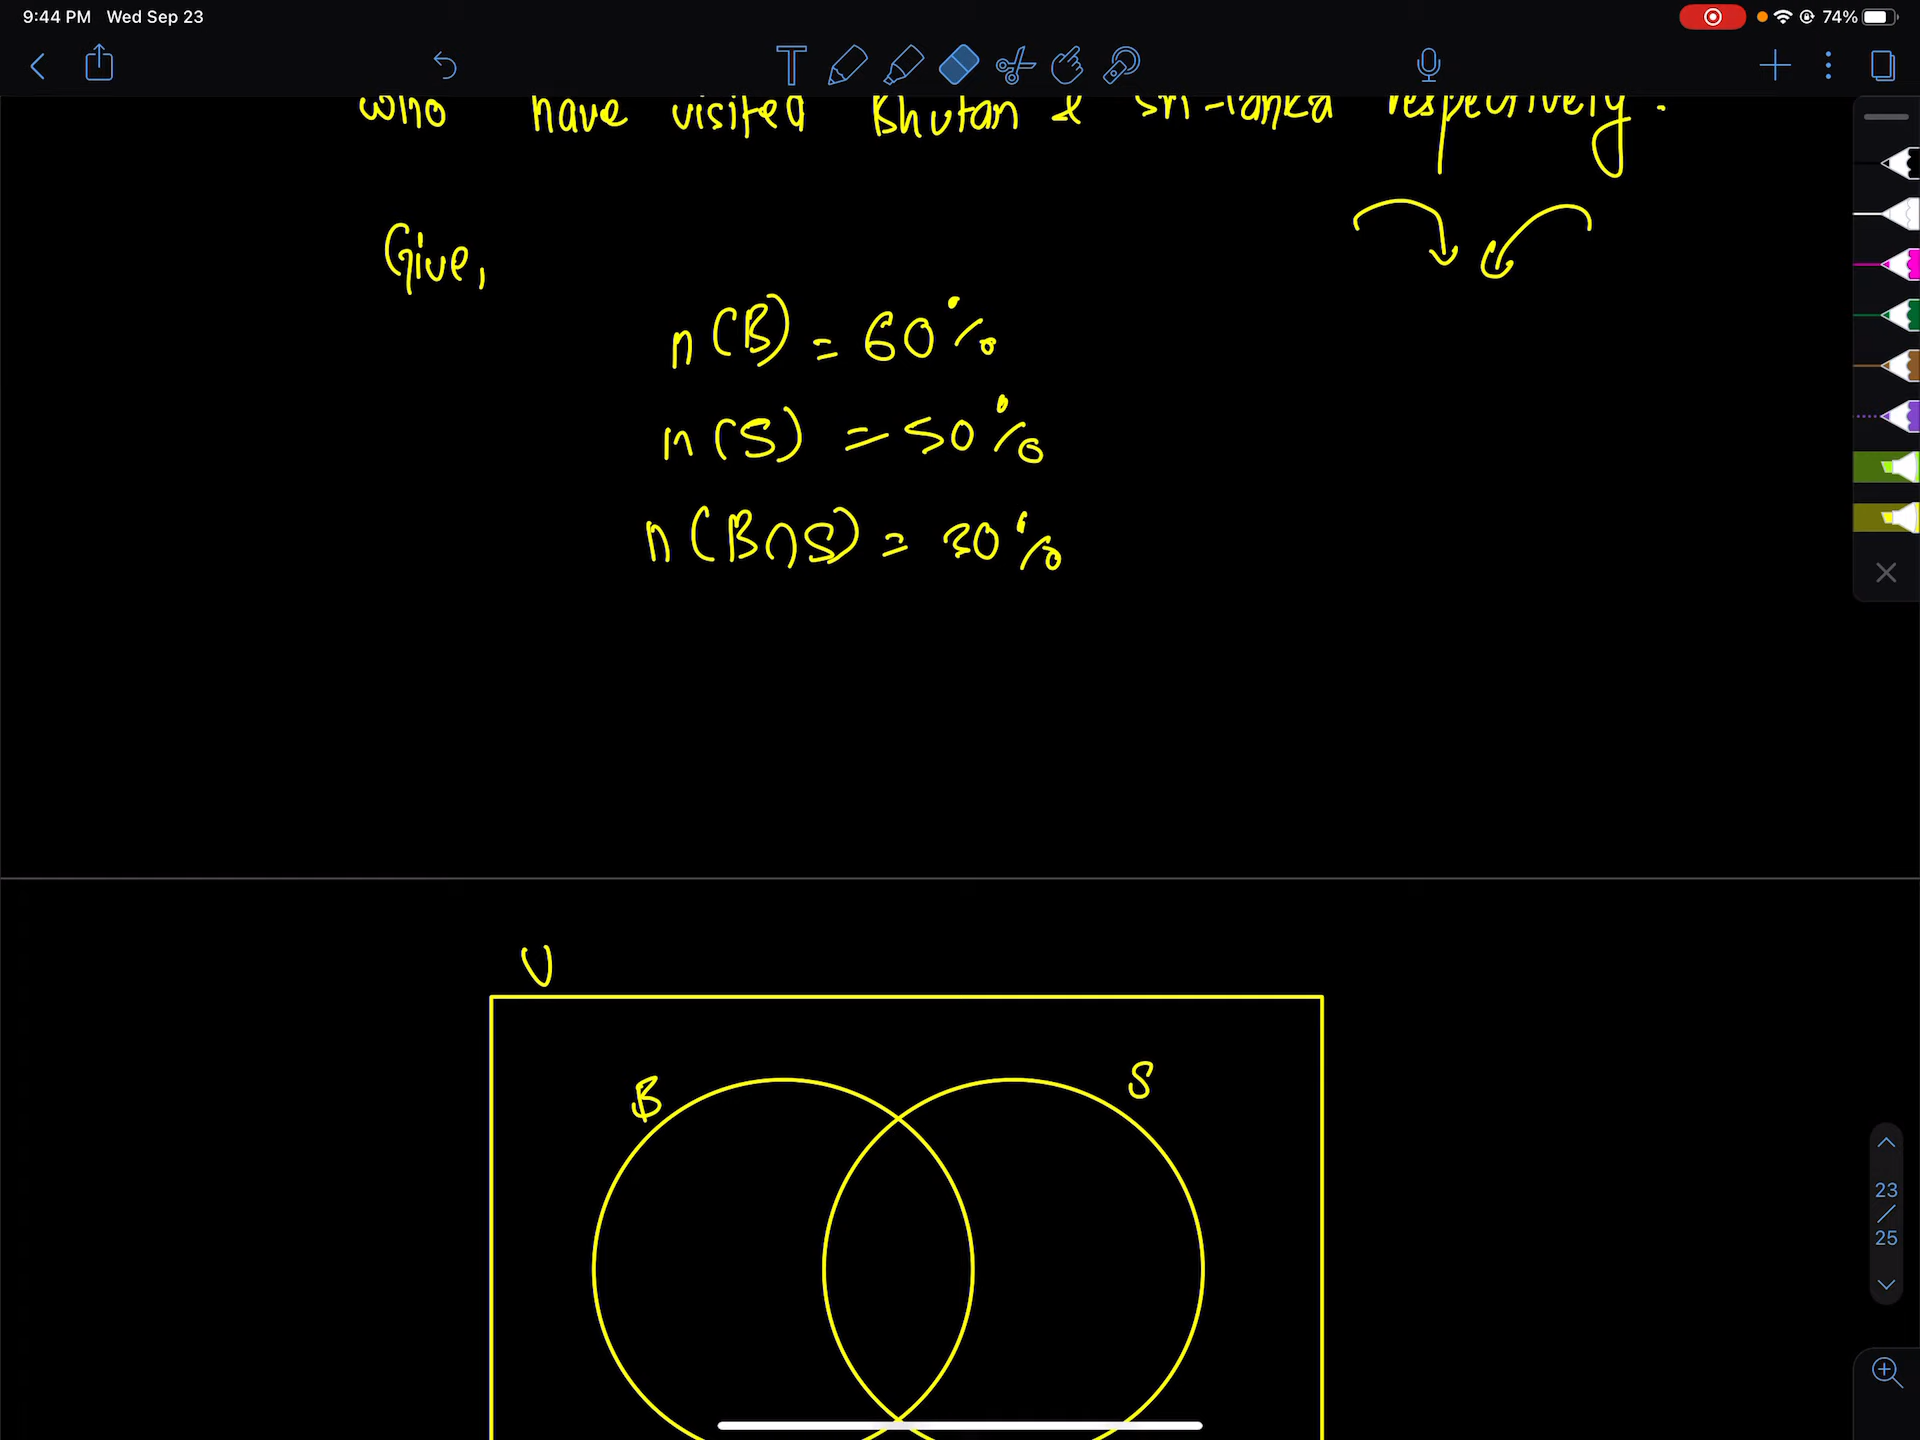 9:44 PM Wed Sep 23
74%
who have visited Bhutan & Sri-lanka respectively.
Give,
n(B) = 60%
n(S) = 50%
n(B∩S) = 30%
U
B
S
23
/
25